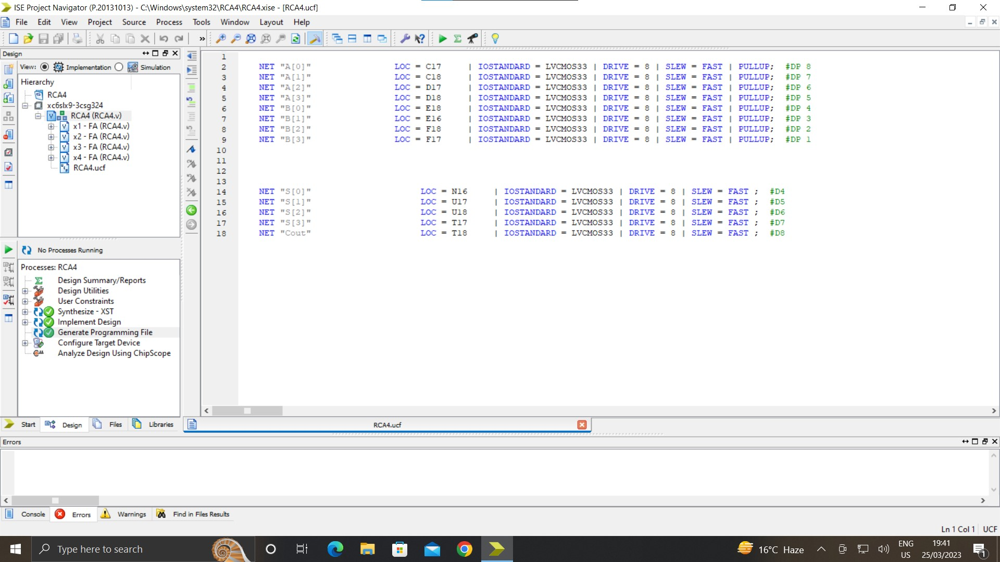 ISE Project Navigator (P.20131013) - C:\Windows\system32\RCA4\RCA4.xise - [RCA4.ucf]
File Edit View Project Source Process Tools Window Layout Help
»
Design
View: Implementation Simulation
Hierarchy
RCA4
xc6slx9-3csg324
RCA4 (RCA4.v)
x1 - FA (RCA4.v)
x2 - FA (RCA4.v)
x3 - FA (RCA4.v)
x4 - FA (RCA4.v)
RCA4.ucf
No Processes Running
Processes: RCA4
Design Summary/Reports
Design Utilities
User Constraints
Synthesize - XST
Implement Design
Generate Programming File
Configure Target Device
Analyze Design Using ChipScope
Start Design Files Libraries
1
2 NET "A[0]" LOC = C17 | IOSTANDARD = LVCMOS33 | DRIVE = 8 | SLEW = FAST | PULLUP; #DP 8
3 NET "A[1]" LOC = C18 | IOSTANDARD = LVCMOS33 | DRIVE = 8 | SLEW = FAST | PULLUP; #DP 7
4 NET "A[2]" LOC = D17 | IOSTANDARD = LVCMOS33 | DRIVE = 8 | SLEW = FAST | PULLUP; #DP 6
5 NET "A[3]" LOC = D18 | IOSTANDARD = LVCMOS33 | DRIVE = 8 | SLEW = FAST | PULLUP; #DP 5
6 NET "B[0]" LOC = E18 | IOSTANDARD = LVCMOS33 | DRIVE = 8 | SLEW = FAST | PULLUP; #DP 4
7 NET "B[1]" LOC = E16 | IOSTANDARD = LVCMOS33 | DRIVE = 8 | SLEW = FAST | PULLUP; #DP 3
8 NET "B[2]" LOC = F18 | IOSTANDARD = LVCMOS33 | DRIVE = 8 | SLEW = FAST | PULLUP; #DP 2
9 NET "B[3]" LOC = F17 | IOSTANDARD = LVCMOS33 | DRIVE = 8 | SLEW = FAST | PULLUP; #DP 1
10
11
12
13
14 NET "S[0]" LOC = N16 | IOSTANDARD = LVCMOS33 | DRIVE = 8 | SLEW = FAST ; #D4
15 NET "S[1]" LOC = U17 | IOSTANDARD = LVCMOS33 | DRIVE = 8 | SLEW = FAST ; #D5
16 NET "S[2]" LOC = U18 | IOSTANDARD = LVCMOS33 | DRIVE = 8 | SLEW = FAST ; #D6
17 NET "S[3]" LOC = T17 | IOSTANDARD = LVCMOS33 | DRIVE = 8 | SLEW = FAST ; #D7
18 NET "Cout" LOC = T18 | IOSTANDARD = LVCMOS33 | DRIVE = 8 | SLEW = FAST ; #D8
RCA4.ucf
Errors
Console Errors Warnings Find in Files Results
Ln 1 Col 1 UCF
Type here to search
16°C Haze
ENG
US
19:41
25/03/2023
1